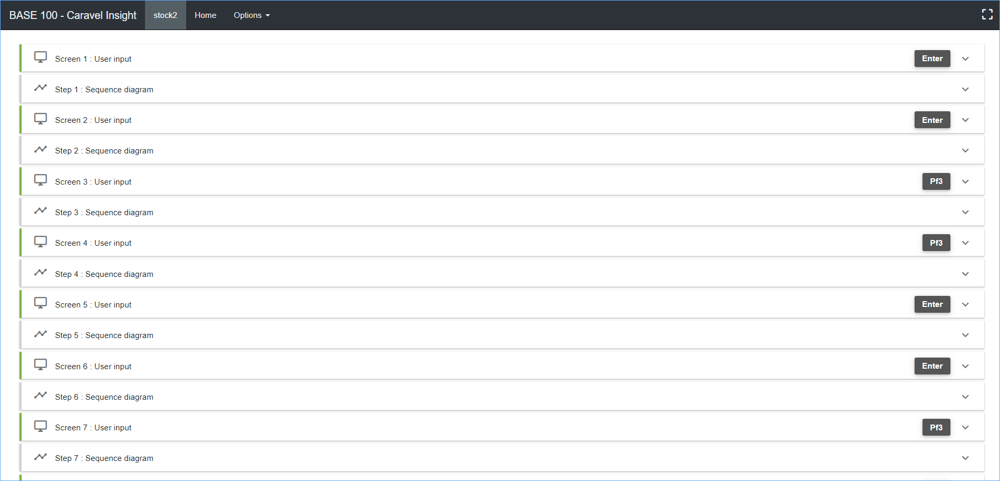 BASE 100 - Caravel Insight stock2 Home Options
Screen 1 : User input Enter
Step 1 : Sequence diagram
Screen 2 : User input Enter
Step 2 : Sequence diagram
Screen 3 : User input Pf3
Step 3 : Sequence diagram
Screen 4 : User input Pf3
Step 4 : Sequence diagram
Screen 5 : User input Enter
Step 5 : Sequence diagram
Screen 6 : User input Enter
Step 6 : Sequence diagram
Screen 7 : User input Pf3
Step 7 : Sequence diagram